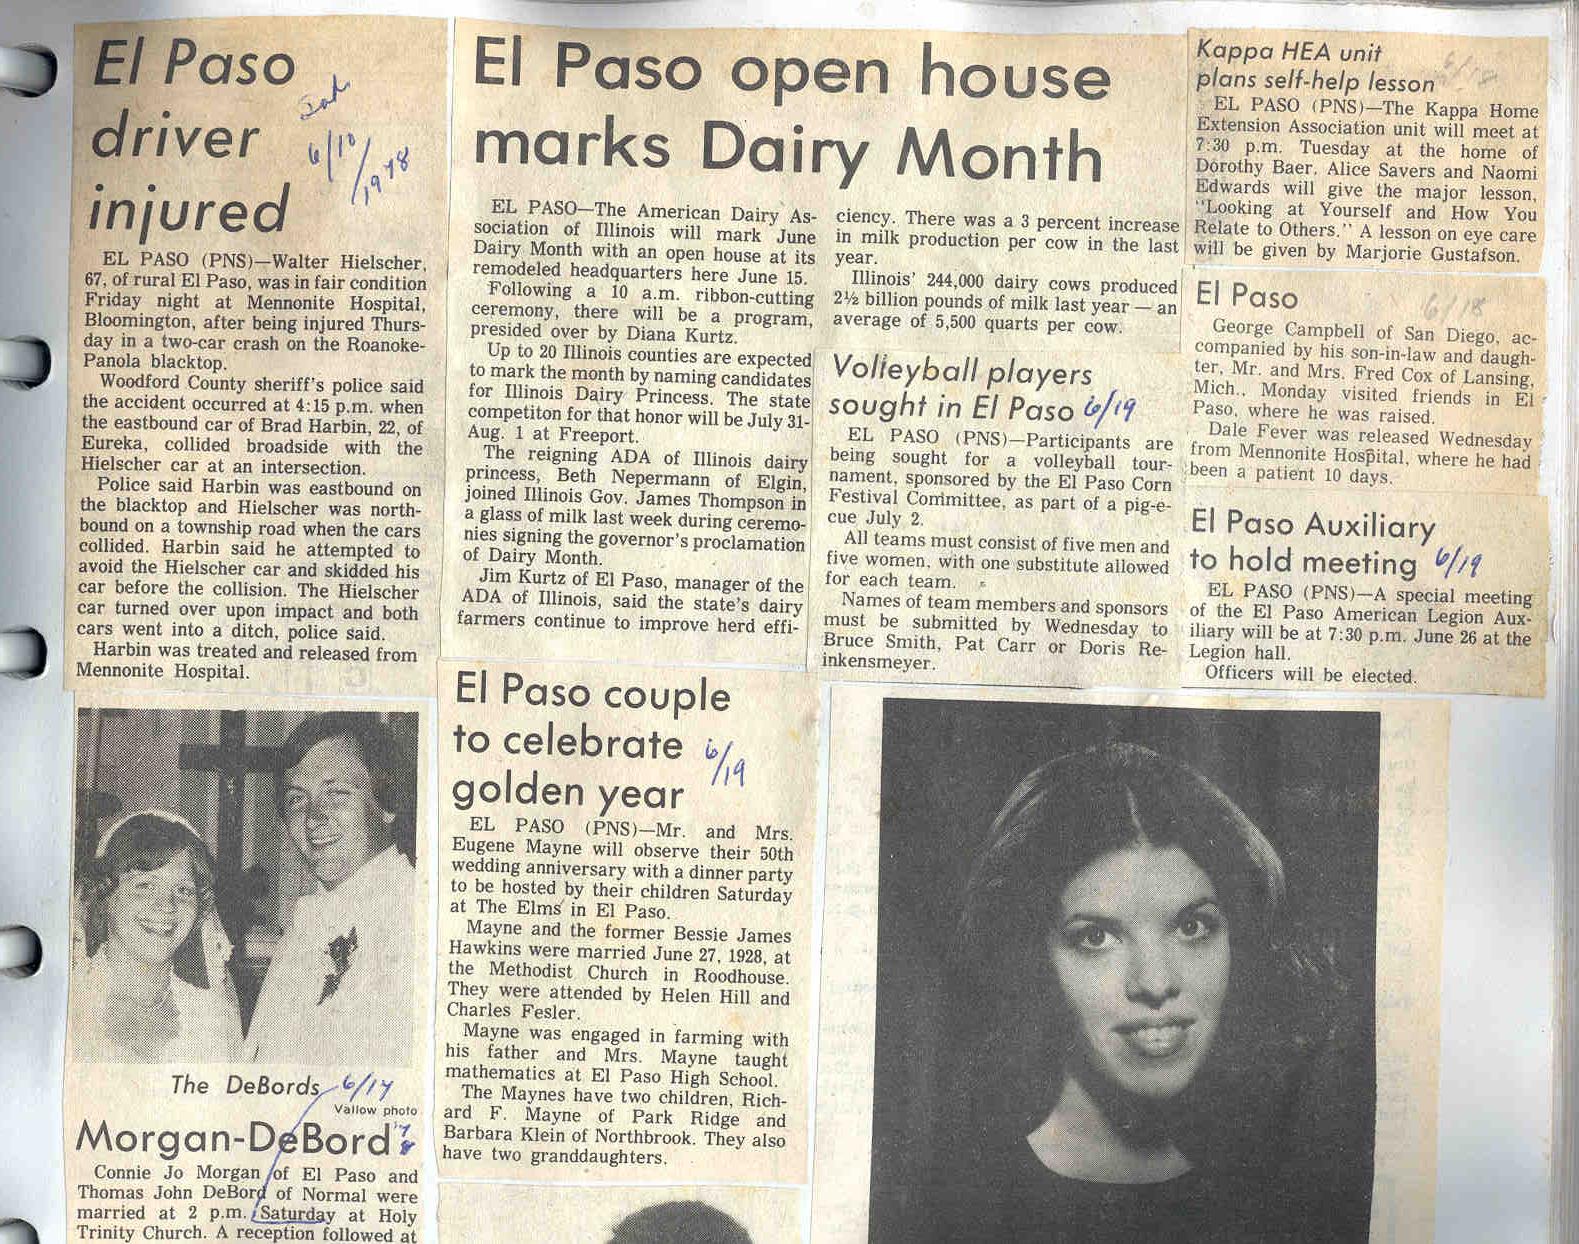 El Paso
driver
injured
Sat.
6/10/1978
EL PASO (PNS)—Walter Hielscher,
67, of rural El Paso, was in fair condition
Friday night at Mennonite Hospital,
Bloomington, after being injured Thurs-
day in a two-car crash on the Roanoke-
Panola blacktop.
Woodford County sheriff's police said
the accident occurred at 4:15 p.m. when
the eastbound car of Brad Harbin, 22, of
Eureka, collided broadside with the
Hielscher car at an intersection.
Police said Harbin was eastbound on
the blacktop and Hielscher was north-
bound on a township road when the cars
collided. Harbin said he attempted to
avoid the Hielscher car and skidded his
car before the collision. The Hielscher
car turned over upon impact and both
cars went into a ditch, police said.
Harbin was treated and released from
Mennonite Hospital.
El Paso open house
marks Dairy Month
EL PASO—The American Dairy As-
sociation of Illinois will mark June
Dairy Month with an open house at its
remodeled headquarters here June 15.
Following a 10 a.m. ribbon-cutting
ceremony, there will be a program,
presided over by Diana Kurtz.
Up to 20 Illinois counties are expected
to mark the month by naming candidates
for Illinois Dairy Princess. The state
competiton for that honor will be July 31-
Aug. 1 at Freeport.
The reigning ADA of Illinois dairy
princess, Beth Nepermann of Elgin,
joined Illinois Gov. James Thompson in
a glass of milk last week during ceremo-
nies signing the governor's proclamation
of Dairy Month.
Jim Kurtz of El Paso, manager of the
ADA of Illinois, said the state's dairy
farmers continue to improve herd effi-
ciency. There was a 3 percent increase
in milk production per cow in the last
year.
Illinois' 244,000 dairy cows produced
2½ billion pounds of milk last year — an
average of 5,500 quarts per cow.
Volleyball players
sought in El Paso 6/19
EL PASO (PNS)—Participants are
being sought for a volleyball tour-
nament, sponsored by the El Paso Corn
Festival Committee, as part of a pig-e-
cue July 2.
All teams must consist of five men and
five women, with one substitute allowed
for each team.
Names of team members and sponsors
must be submitted by Wednesday to
Bruce Smith, Pat Carr or Doris Re-
inkensmeyer.
Kappa HEA unit
plans self-help lesson
6/18
EL PASO (PNS)—The Kappa Home
Extension Association unit will meet at
7:30 p.m. Tuesday at the home of
Dorothy Baer. Alice Savers and Naomi
Edwards will give the major lesson,
"Looking at Yourself and How You
Relate to Others." A lesson on eye care
will be given by Marjorie Gustafson.
El Paso
6/18
George Campbell of San Diego, ac-
companied by his son-in-law and daugh-
ter, Mr. and Mrs. Fred Cox of Lansing,
Mich., Monday visited friends in El
Paso, where he was raised.
Dale Fever was released Wednesday
from Mennonite Hospital, where he had
been a patient 10 days.
El Paso Auxiliary
to hold meeting 6/19
EL PASO (PNS)—A special meeting
of the El Paso American Legion Aux-
iliary will be at 7:30 p.m. June 26 at the
Legion hall.
Officers will be elected.
El Paso couple
to celebrate
golden year
6/19
EL PASO (PNS)—Mr. and Mrs.
Eugene Mayne will observe their 50th
wedding anniversary with a dinner party
to be hosted by their children Saturday
at The Elms in El Paso.
Mayne and the former Bessie James
Hawkins were married June 27, 1928, at
the Methodist Church in Roodhouse.
They were attended by Helen Hill and
Charles Fesler.
Mayne was engaged in farming with
his father and Mrs. Mayne taught
mathematics at El Paso High School.
The Maynes have two children, Rich-
ard F. Mayne of Park Ridge and
Barbara Klein of Northbrook. They also
have two granddaughters.
The DeBords 6/17
Vallow photo
Morgan-DeBord
Connie Jo Morgan of El Paso and
Thomas John DeBord of Normal were
married at 2 p.m. Saturday at Holy
Trinity Church. A reception followed at